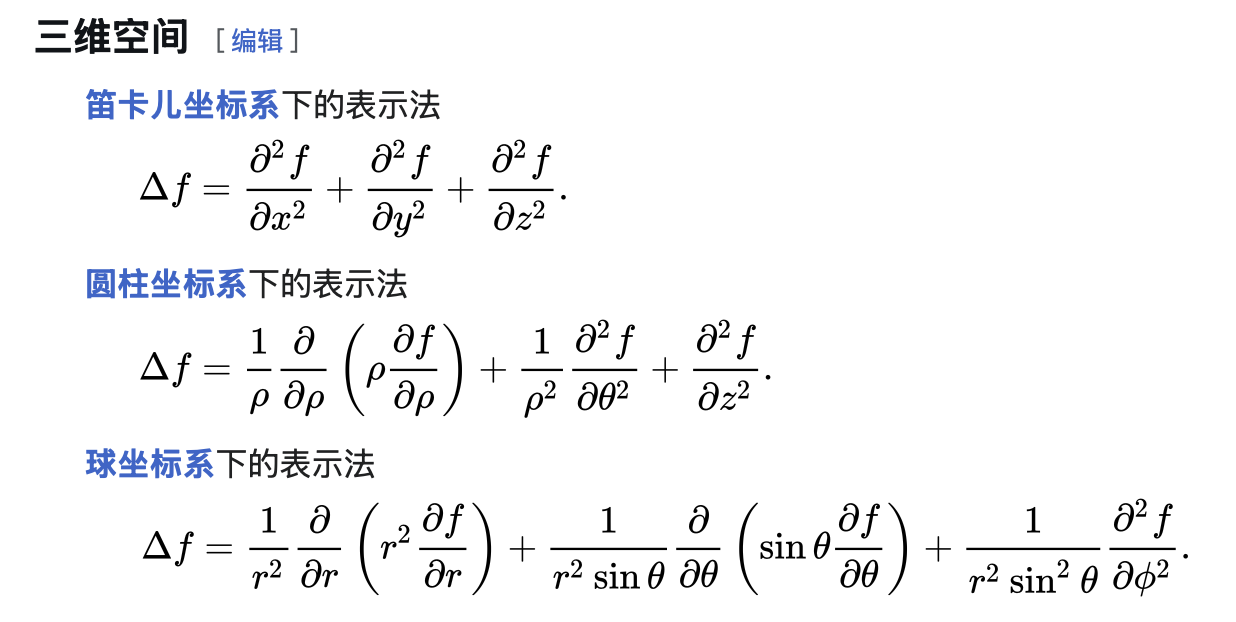 三维空间 [编辑]
笛卡儿坐标系下的表示法
$\Delta f = \frac{\partial^2 f}{\partial x^2} + \frac{\partial^2 f}{\partial y^2} + \frac{\partial^2 f}{\partial z^2}.$
圆柱坐标系下的表示法
$\Delta f = \frac{1}{\rho} \frac{\partial}{\partial \rho} \left( \rho \frac{\partial f}{\partial \rho} \right) + \frac{1}{\rho^2} \frac{\partial^2 f}{\partial \theta^2} + \frac{\partial^2 f}{\partial z^2}.$
球坐标系下的表示法
$\Delta f = \frac{1}{r^2} \frac{\partial}{\partial r} \left( r^2 \frac{\partial f}{\partial r} \right) + \frac{1}{r^2 \sin \theta} \frac{\partial}{\partial \theta} \left( \sin \theta \frac{\partial f}{\partial \theta} \right) + \frac{1}{r^2 \sin^2 \theta} \frac{\partial^2 f}{\partial \phi^2}.$